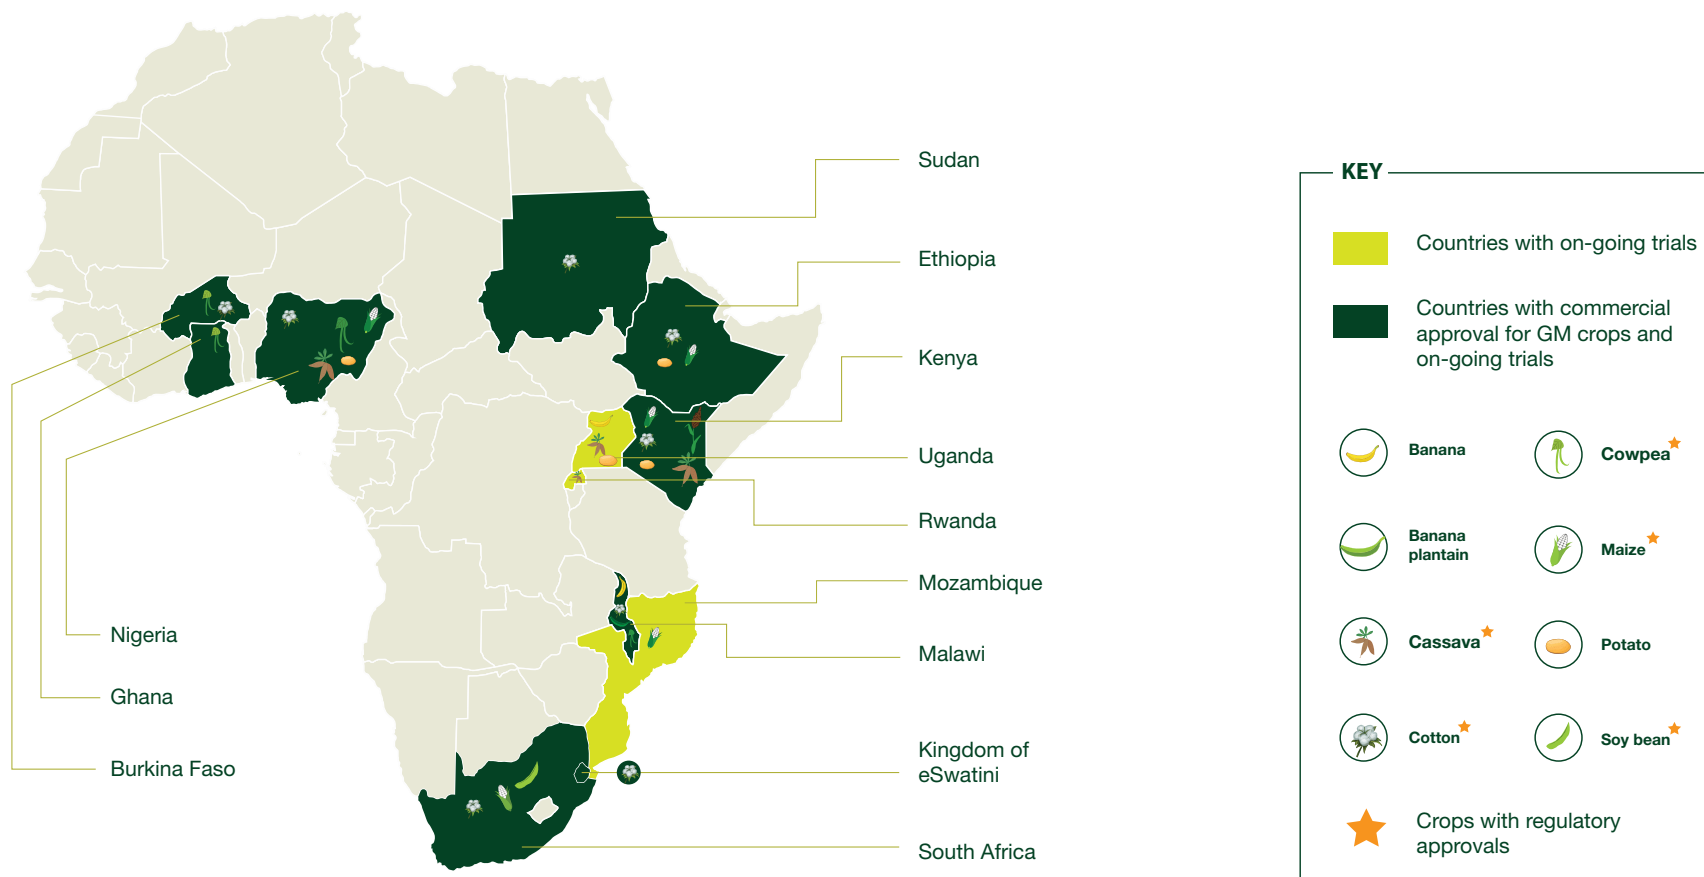 Sudan
Ethiopia
Kenya
Uganda
Rwanda
Mozambique
Malawi
Kingdom of
eSwatini
South Africa
Nigeria
Ghana
Burkina Faso
KEY
Countries with on-going trials
Countries with commercial
approval for GM crops and
on-going trials
Banana
Cowpea
Banana
plantain
Maize
Cassava
Potato
Cotton
Soy bean
Crops with regulatory
approvals